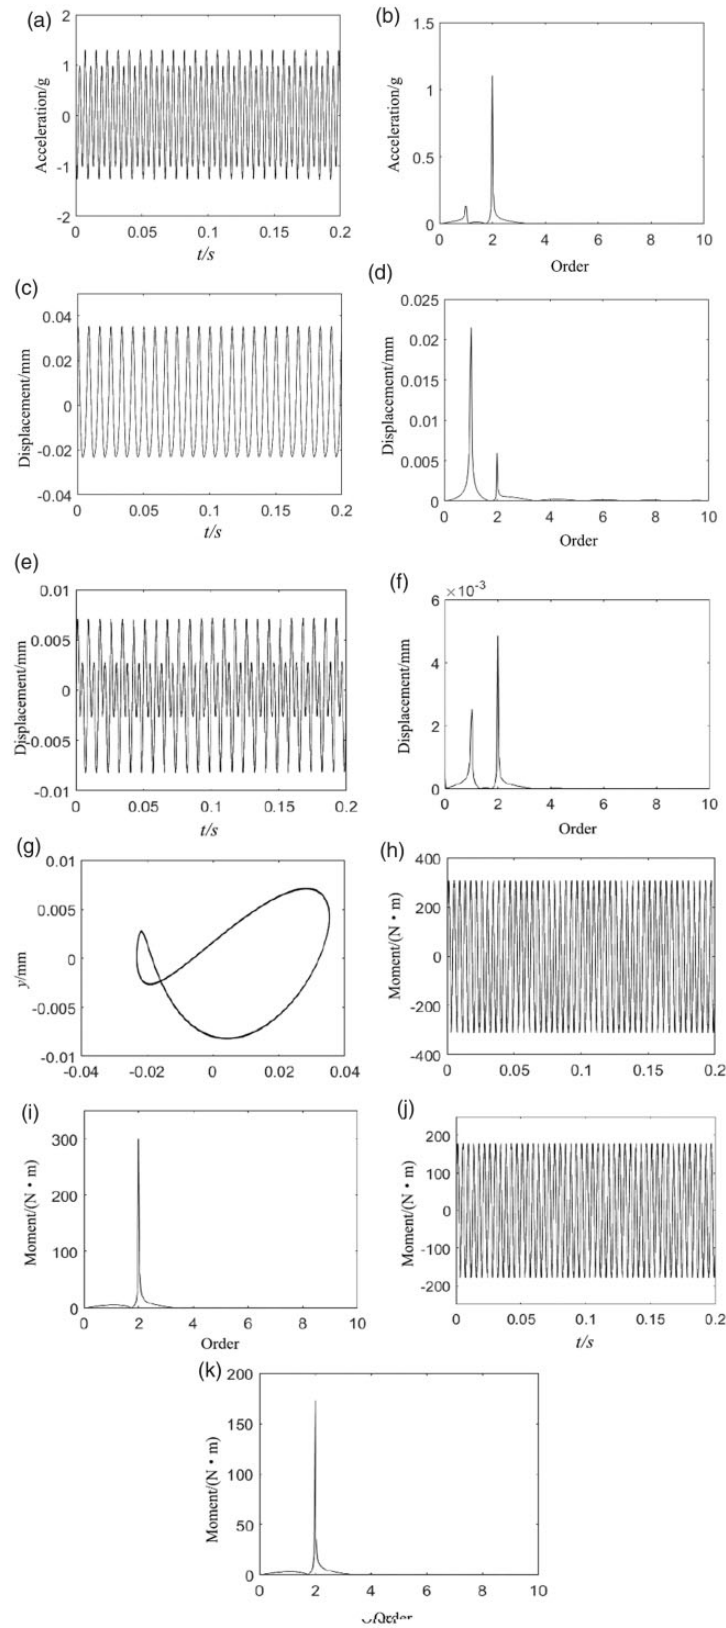 (a)
Acceleration/g
2
1
0
-1
-2
0 0.05 0.1 0.15 0.2
t/s
(b)
Acceleration/g
1.5
1
0.5
0
0 2 4 6 8 10
Order
(c)
Displacement/mm
0.04
0.02
0
-0.02
-0.04
0 0.05 0.1 0.15 0.2
t/s
(d)
Displacement/mm
0.025
0.02
0.015
0.01
0.005
0
0 2 4 6 8 10
Order
(e)
Displacement/mm
0.01
0.005
0
-0.005
-0.01
0 0.05 0.1 0.15 0.2
t/s
(f)
Displacement/mm
×10-3
6
4
2
0
0 2 4 6 8 10
Order
(g)
y/mm
0.01
0.005
0
-0.005
-0.01
-0.04 -0.02 0 0.02 0.04
(h)
Moment/(N • m)
400
200
0
-200
-400
0 0.05 0.1 0.15 0.2
(i)
Moment/(N • m)
300
200
100
0
0 2 4 6 8 10
Order
(j)
Moment/(N • m)
200
100
0
-100
-200
0 0.05 0.1 0.15 0.2
t/s
(k)
Moment/(N • m)
200
150
100
50
0
0 2 4 6 8 10
Order